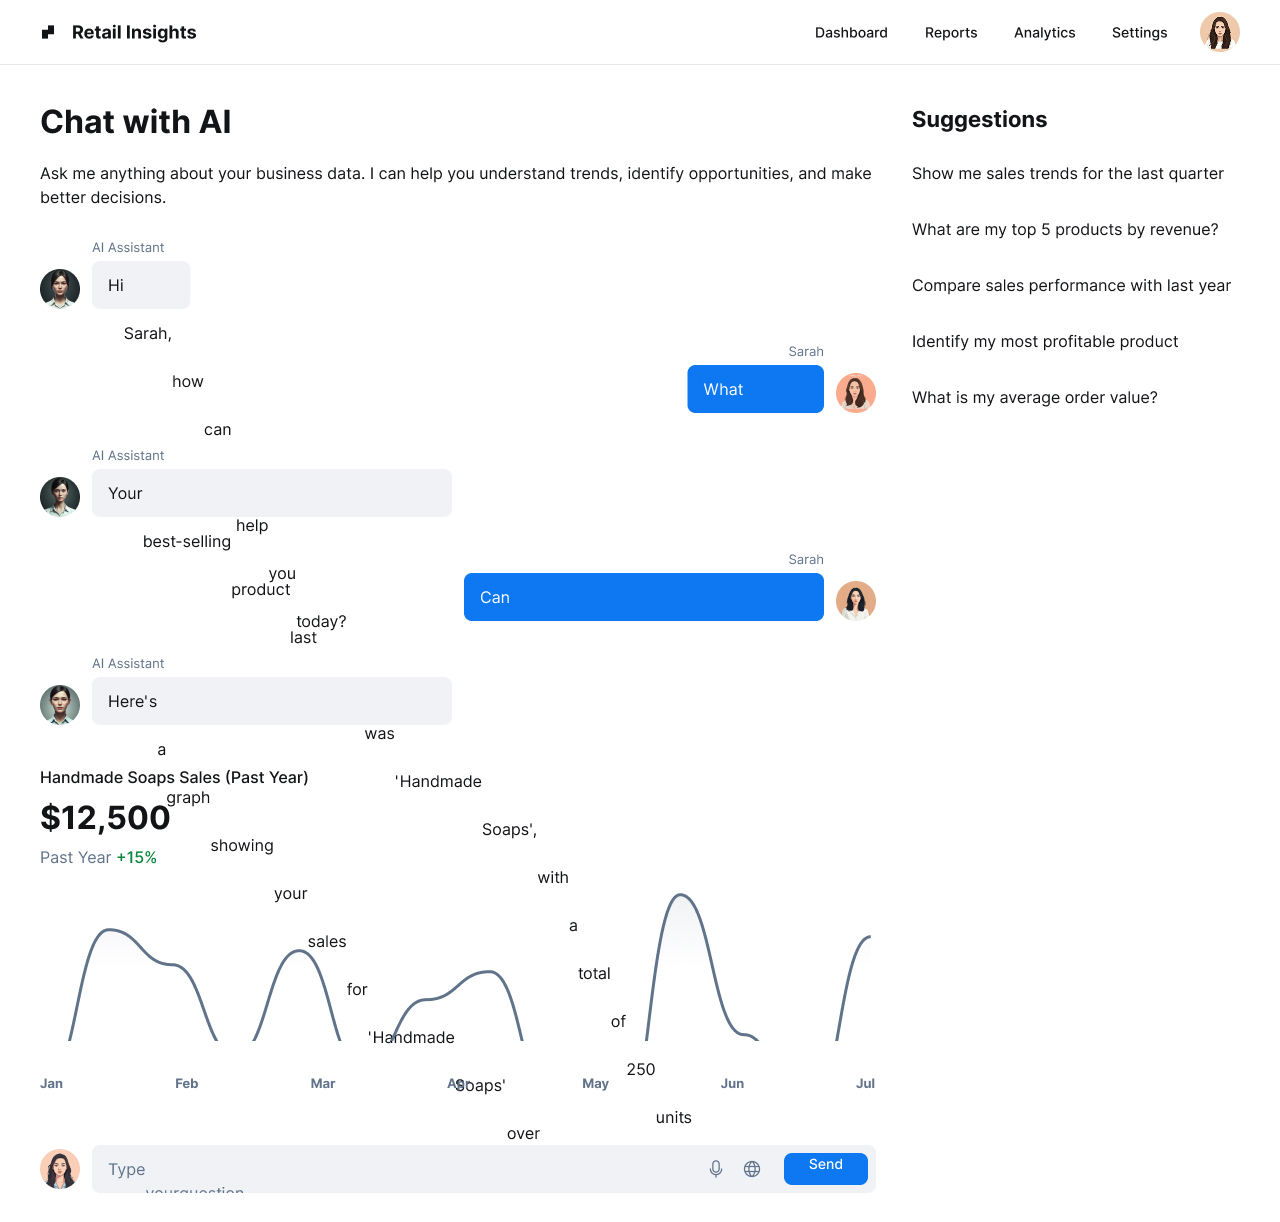 Retail Insights
Dashboard Reports Analytics Settings
Chat with AI
Ask me anything about your business data. I can help you understand trends, identify opportunities, and make
better decisions.
AI Assistant
Hi
Sarah,
how
can
Sarah
What
AI Assistant
Your
help
best-selling
you
product
today?
last
Sarah
Can
AI Assistant
Here's
was
a
'Handmade
graph
Soaps',
showing
with
your
a
sales
total
for
of
'Handmade
250
Soaps'
units
over
Handmade Soaps Sales (Past Year)
$12,500
Past Year +15%
Jan Feb Mar Apr May Jun Jul
Type
yourquestion
Send
Suggestions
Show me sales trends for the last quarter
What are my top 5 products by revenue?
Compare sales performance with last year
Identify my most profitable product
What is my average order value?